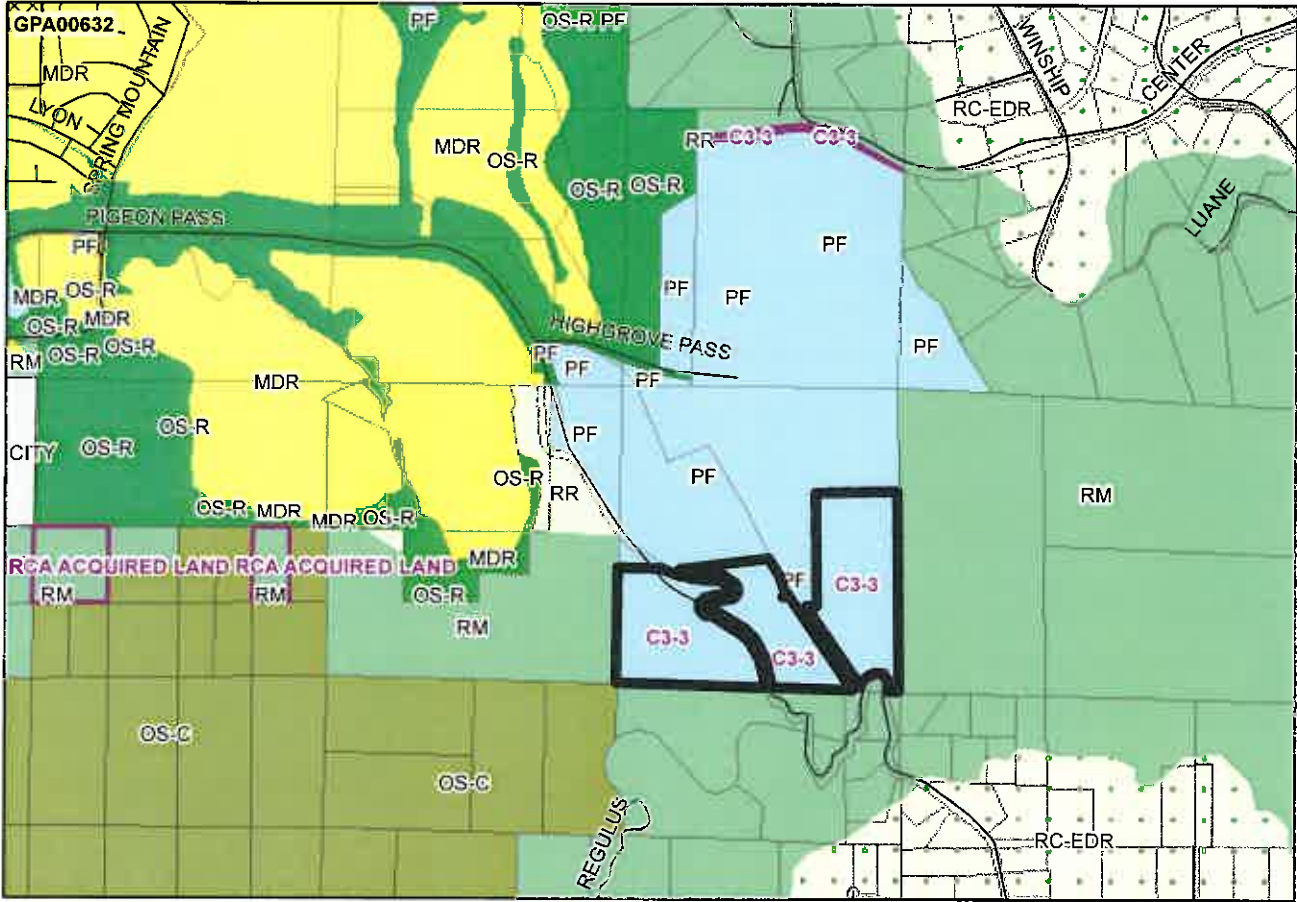 GPA00632
PF
OS-R PF
MDR
SPRING MOUNTAIN
LYON
WINSHIP
CENTER
RC-EDR
RR C3-3 C3-3
MDR
OS-R
OS-R OS-R
LUANE
PIGEON PASS
PF
PF
MDR OS-R
PF
PF
OS-R MDR
HIGHGROVE PASS
RM OS-R OS-R
PF
PF
PF
PF
MDR
OS-R
PF
CITY OS-R
OS-R
PF
RR
RM
OS-R MDR
MDR OS-R
MDR
RCA ACQUIRED LAND RCA ACQUIRED LAND
RM
RM
OS-R
PF
C3-3
RM
C3-3
C3-3
OS-C
OS-C
REGULUS
RC-EDR